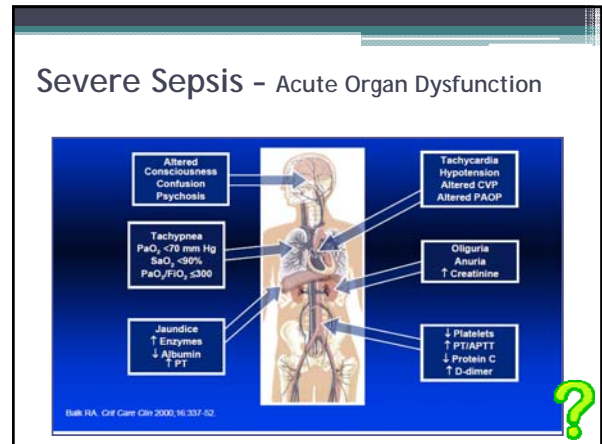 Severe Sepsis – Acute Organ Dysfunction
Altered
Consciousness
Confusion
Psychosis
Tachypnea
PaO₂ <70 mm Hg
SaO₂ <90%
PaO₂/FiO₂ ≤300
Jaundice
↑ Enzymes
↓ Albumin
↑ PT
Tachycardia
Hypotension
Altered CVP
Altered PAOP
Oliguria
Anuria
↑ Creatinine
↓ Platelets
↑ PT/APTT
↓ Protein C
↑ D-dimer
Balk RA. Crit Care Clin 2000;16:337-52.
?